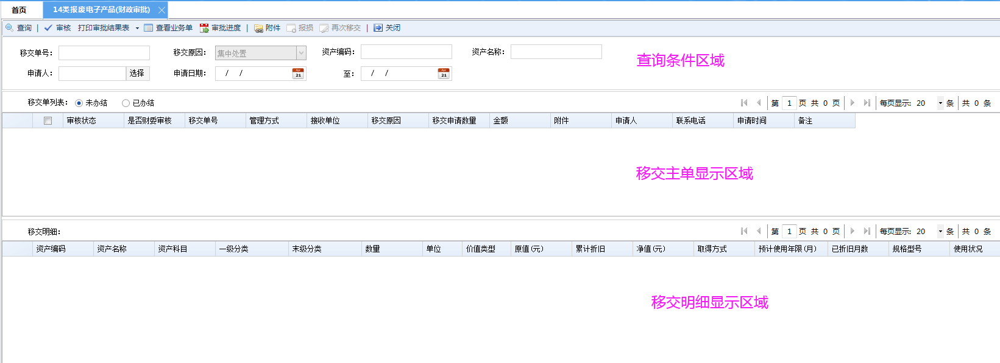 首页 14类报废电子产品(财政审批)
查询 | 审核 打印审批结果表 查看业务单 审批进度 | 附件 报损 再次移交 | 关闭
移交单号： 移交原因： 集中处置 资产编码： 资产名称：
查询条件区域
申请人： 选择 申请日期： / / 至： / /
移交单列表： 未办结 已办结 第 1 页 共 0 页 每页显示: 20 条 共 0 条
审核状态 是否财委审核 移交单号 管理方式 接收单位 移交原因 移交申请数量 金额 附件 申请人 联系电话 申请时间 备注
移交主单显示区域
移交明细： 第 1 页 共 0 页 每页显示: 20 条 共 0 条
资产编码 资产名称 资产科目 一级分类 末级分类 数量 单位 价值类型 原值(元) 累计折旧 净值(元) 取得方式 预计使用年限(月) 已折旧月数 规格型号 使用状况
移交明细显示区域